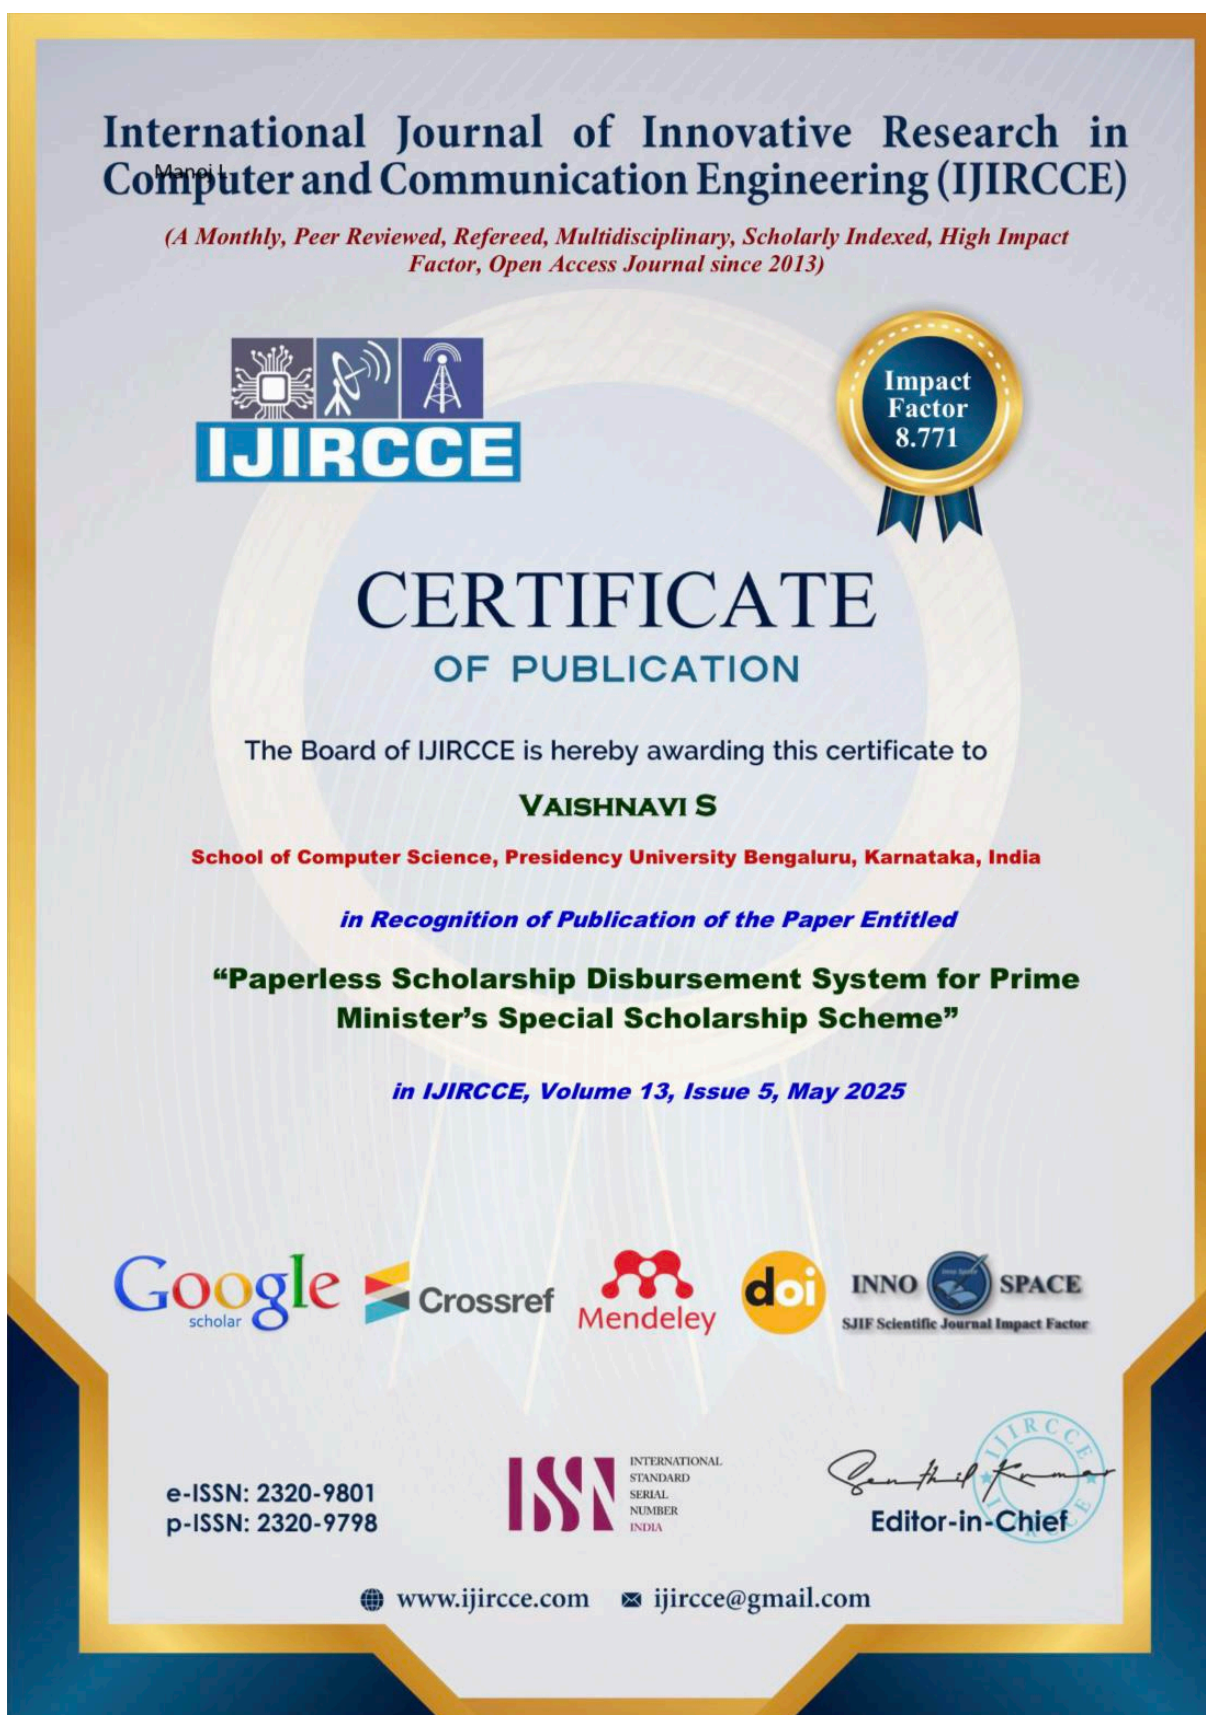 International Journal of Innovative Research in
Manoj L
Computer and Communication Engineering (IJIRCCE)
(A Monthly, Peer Reviewed, Refereed, Multidisciplinary, Scholarly Indexed, High Impact
Factor, Open Access Journal since 2013)
IJIRCCE
Impact
Factor
8.771
CERTIFICATE
OF PUBLICATION
The Board of IJIRCCE is hereby awarding this certificate to
VAISHNAVI S
School of Computer Science, Presidency University Bengaluru, Karnataka, India
in Recognition of Publication of the Paper Entitled
“Paperless Scholarship Disbursement System for Prime
Minister’s Special Scholarship Scheme”
in IJIRCCE, Volume 13, Issue 5, May 2025
Google
scholar
Crossref
Mendeley
doi
INNO SPACE
SJIF Scientific Journal Impact Factor
e-ISSN: 2320-9801
p-ISSN: 2320-9798
ISSN
INTERNATIONAL
STANDARD
SERIAL
NUMBER
INDIA
IJIRCCE
IJIRCCE
Senthil Kumar
Editor-in-Chief
www.ijircce.com ijircce@gmail.com